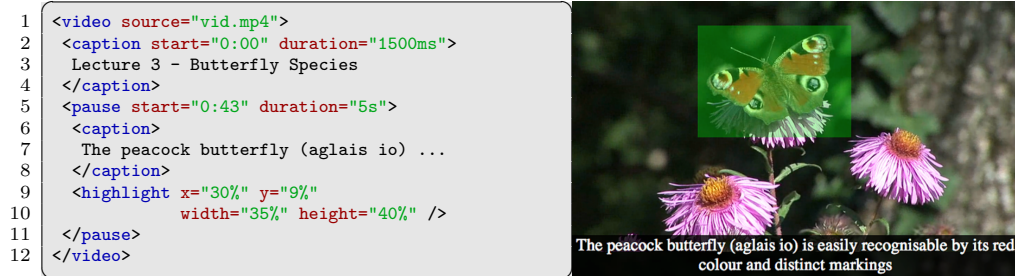 1 <video source="vid.mp4">
2 <caption start="0:00" duration="1500ms">
3 Lecture 3 - Butterfly Species
4 </caption>
5 <pause start="0:43" duration="5s">
6 <caption>
7 The peacock butterfly (aglais io) ...
8 </caption>
9 <highlight x="30%" y="9%"
10 width="35%" height="40%" />
11 </pause>
12 </video>
The peacock butterfly (aglais io) is easily recognisable by its red
colour and distinct markings